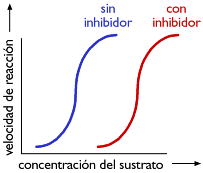 sin
inhibidor
con
inhibidor
velocidad de reacción
concentración del sustrato